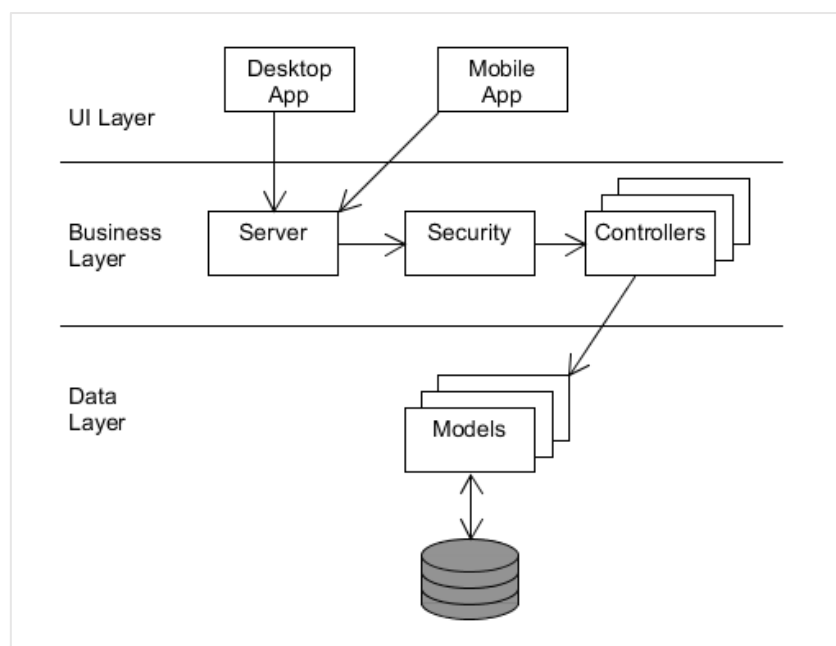 Desktop
App
Mobile
App
UI Layer
Business
Layer
Server
Security
Controllers
Data
Layer
Models